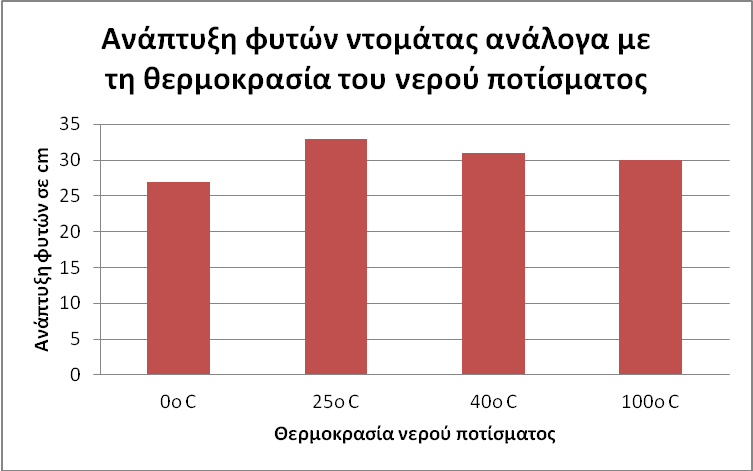 Ανάπτυξη φυτών ντομάτας ανάλογα με
τη θερμοκρασία του νερού ποτίσματος
Ανάπτυξη φυτών σε cm
35
30
25
20
15
10
5
0
0ο C
25ο C
40ο C
100ο C
Θερμοκρασία νερού ποτίσματος